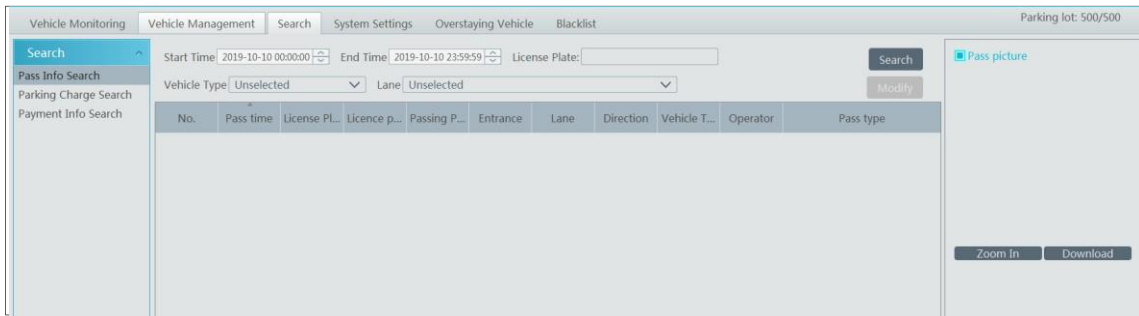 Vehicle Monitoring Vehicle Management Search System Settings Overstaying Vehicle Blacklist Parking lot: 500/500
Search
Pass Info Search
Parking Charge Search
Payment Info Search
Start Time 2019-10-10 00:00:00 End Time 2019-10-10 23:59:59 License Plate: Search
Vehicle Type Unselected Lane Unselected Modify
No. Pass time License Pl... Licence p... Passing P... Entrance Lane Direction Vehicle T... Operator Pass type
Pass picture
Zoom In Download